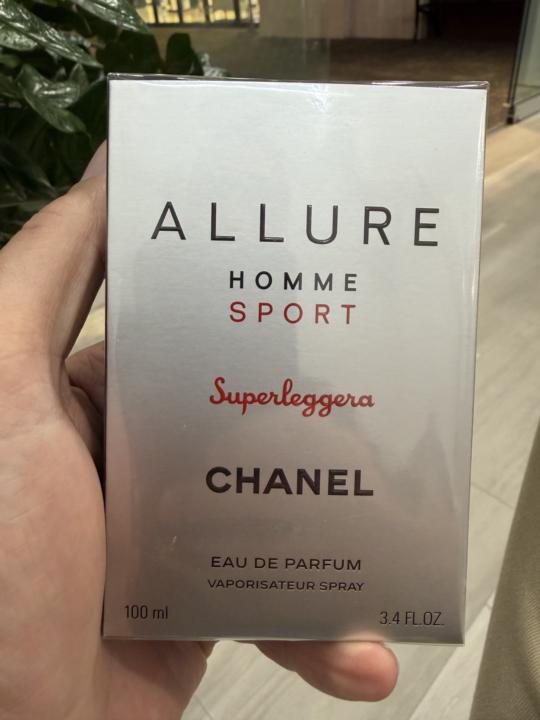 ALLURE
HOMME
SPORT
Superleggera
CHANEL
EAU DE PARFUM
VAPORISATEUR SPRAY
100 ml 3.4 FL.OZ.